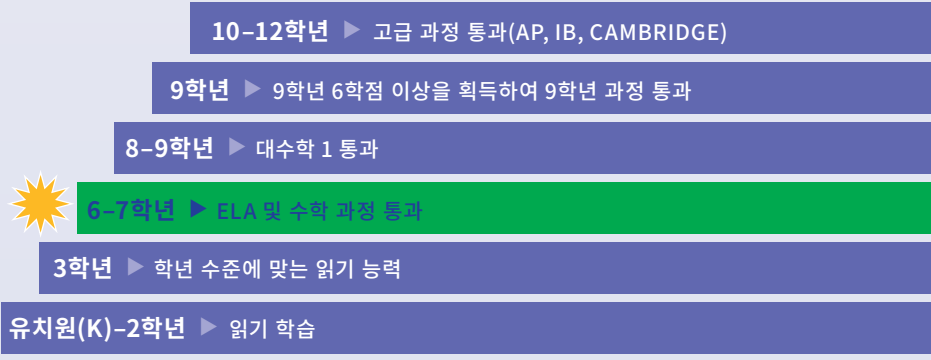 10–12학년 ▶ 고급 과정 통과(AP, IB, CAMBRIDGE)
9학년 ▶ 9학년 6학점 이상을 획득하여 9학년 과정 통과
8–9학년 ▶ 대수학 1 통과
6–7학년 ▶ ELA 및 수학 과정 통과
3학년 ▶ 학년 수준에 맞는 읽기 능력
유치원(K)–2학년 ▶ 읽기 학습